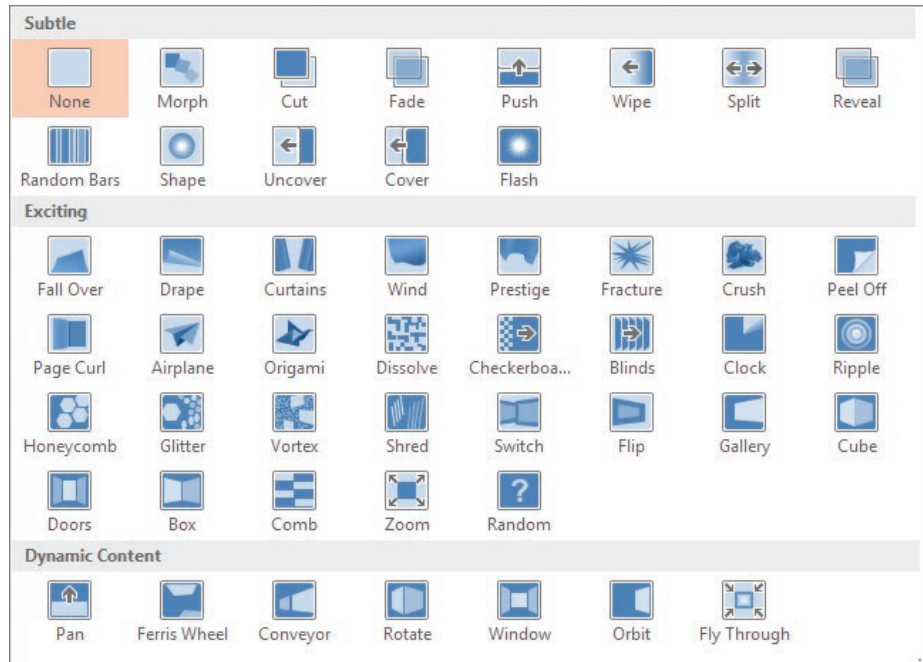 Subtle
None Morph Cut Fade Push Wipe Split Reveal
Random Bars Shape Uncover Cover Flash
Exciting
Fall Over Drape Curtains Wind Prestige Fracture Crush Peel Off
Page Curl Airplane Origami Dissolve Checkerboa... Blinds Clock Ripple
Honeycomb Glitter Vortex Shred Switch Flip Gallery Cube
Doors Box Comb Zoom ? Random
Dynamic Content
Pan Ferris Wheel Conveyor Rotate Window Orbit Fly Through